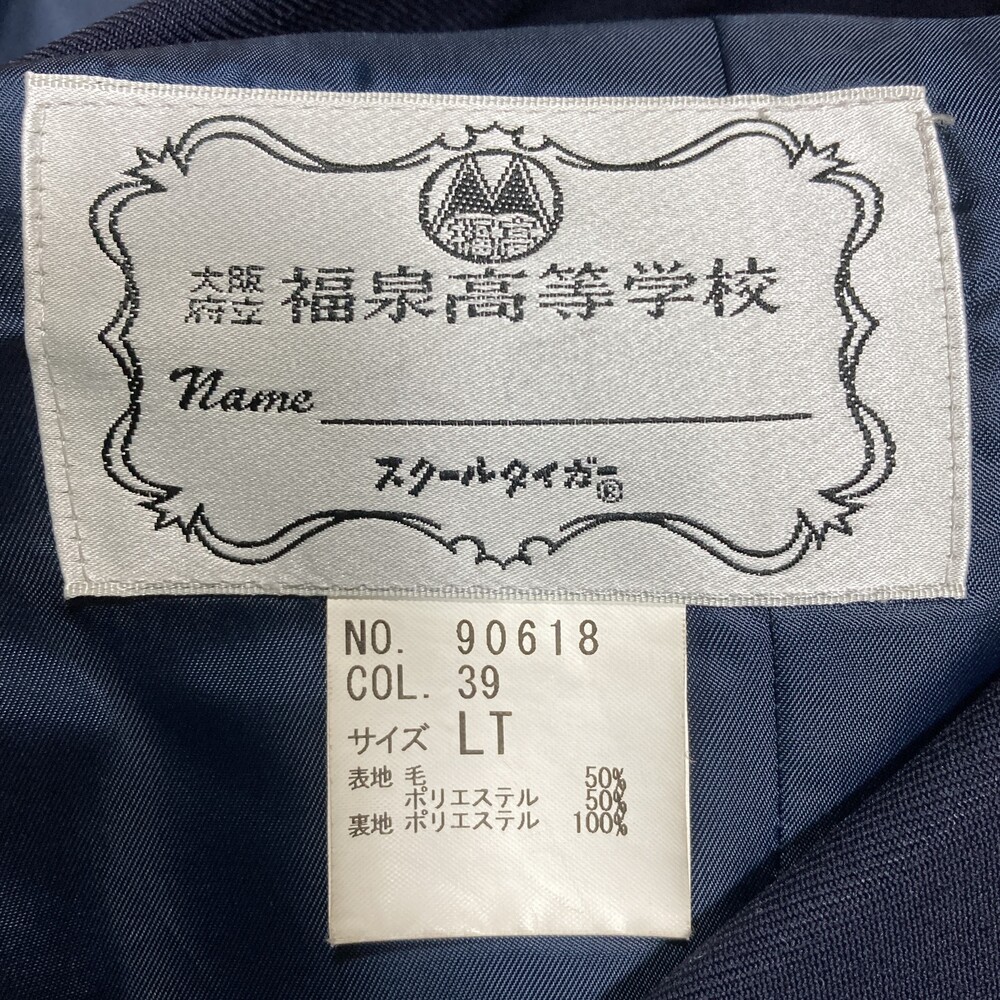 福高
大阪府立 福泉高等学校
Name
スクールタイガー®
NO. 90618
COL. 39
サイズ LT
表地 毛 50%
ポリエステル 50%
裏地 ポリエステル 100%